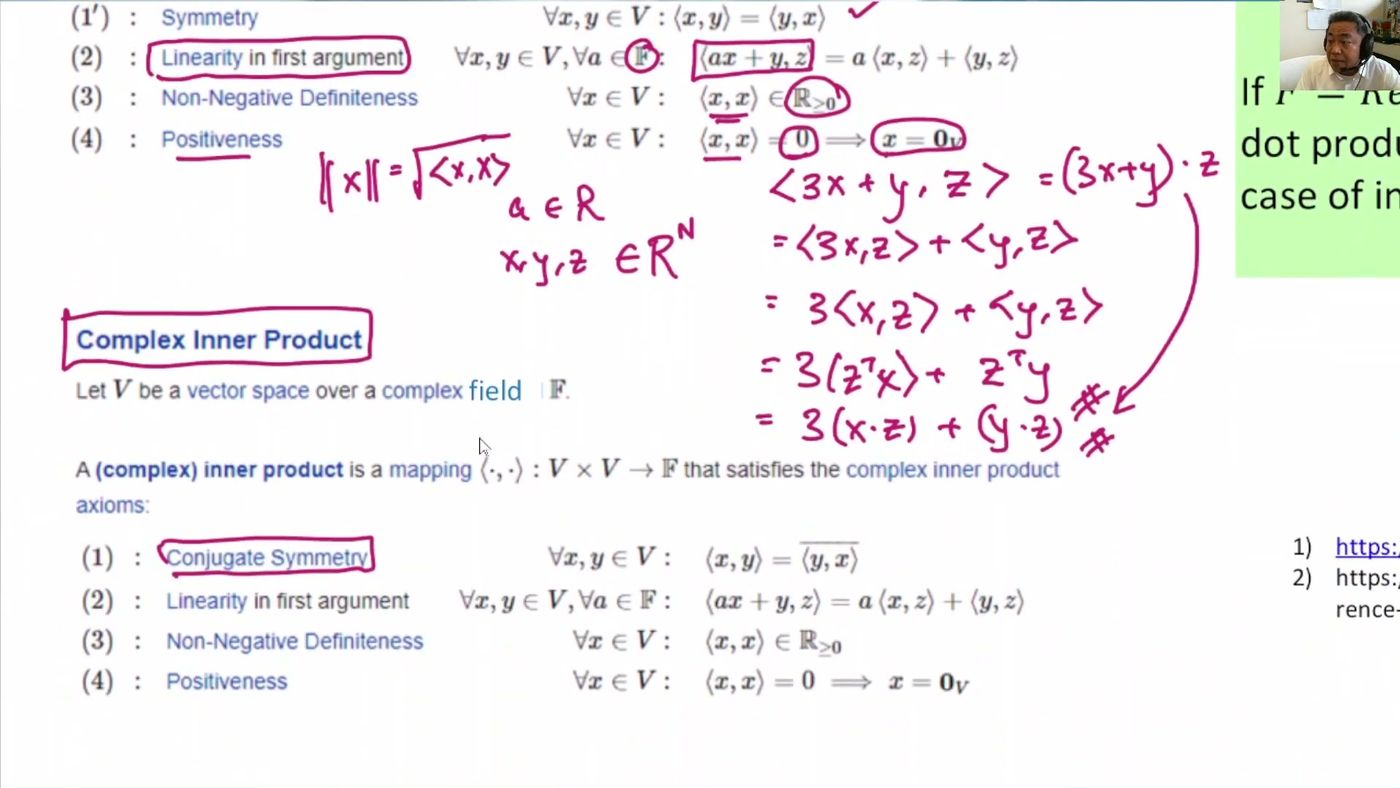 (1') : Symmetry ∀x, y ∈ V : ⟨x, y⟩ = ⟨y, x⟩ ✓
(2) : Linearity in first argument ∀x, y ∈ V, ∀a ∈ 𝔽 : ⟨ax + y, z⟩ = a ⟨x, z⟩ + ⟨y, z⟩
(3) : Non-Negative Definiteness ∀x ∈ V : ⟨x, x⟩ ∈ ℝ≥0
(4) : Positiveness ∀x ∈ V : ⟨x, x⟩ = 0 ⟹ x = 0V
‖x‖ = √<x,x>
a ∈ R
x,y,z ∈ R^N
<3x + y, z> = (3x+y)·z
= <3x,z> + <y,z>
= 3<x,z> + <y,z>
= 3(z^T x) + z^T y
= 3(x·z) + (y·z) #
#
Complex Inner Product
Let V be a vector space over a complex field 𝔽.
A (complex) inner product is a mapping ⟨·, ·⟩ : V × V → 𝔽 that satisfies the complex inner product
axioms:
(1) : Conjugate Symmetry ∀x, y ∈ V : ⟨x, y⟩ = \overline{⟨y, x⟩}
(2) : Linearity in first argument ∀x, y ∈ V, ∀a ∈ 𝔽 : ⟨ax + y, z⟩ = a ⟨x, z⟩ + ⟨y, z⟩
(3) : Non-Negative Definiteness ∀x ∈ V : ⟨x, x⟩ ∈ ℝ≥0
(4) : Positiveness ∀x ∈ V : ⟨x, x⟩ = 0 ⟹ x = 0V
If
dot produ
case of in
1) https:/
2) https:/
rence-